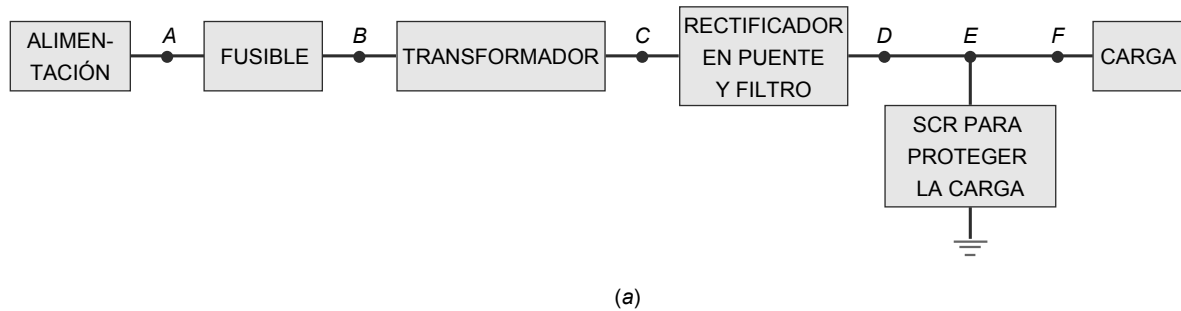 ALIMEN-
TACIÓN
A
FUSIBLE
B
TRANSFORMADOR
C
RECTIFICADOR
EN PUENTE
Y FILTRO
D
E
F
CARGA
SCR PARA
PROTEGER
LA CARGA
(a)